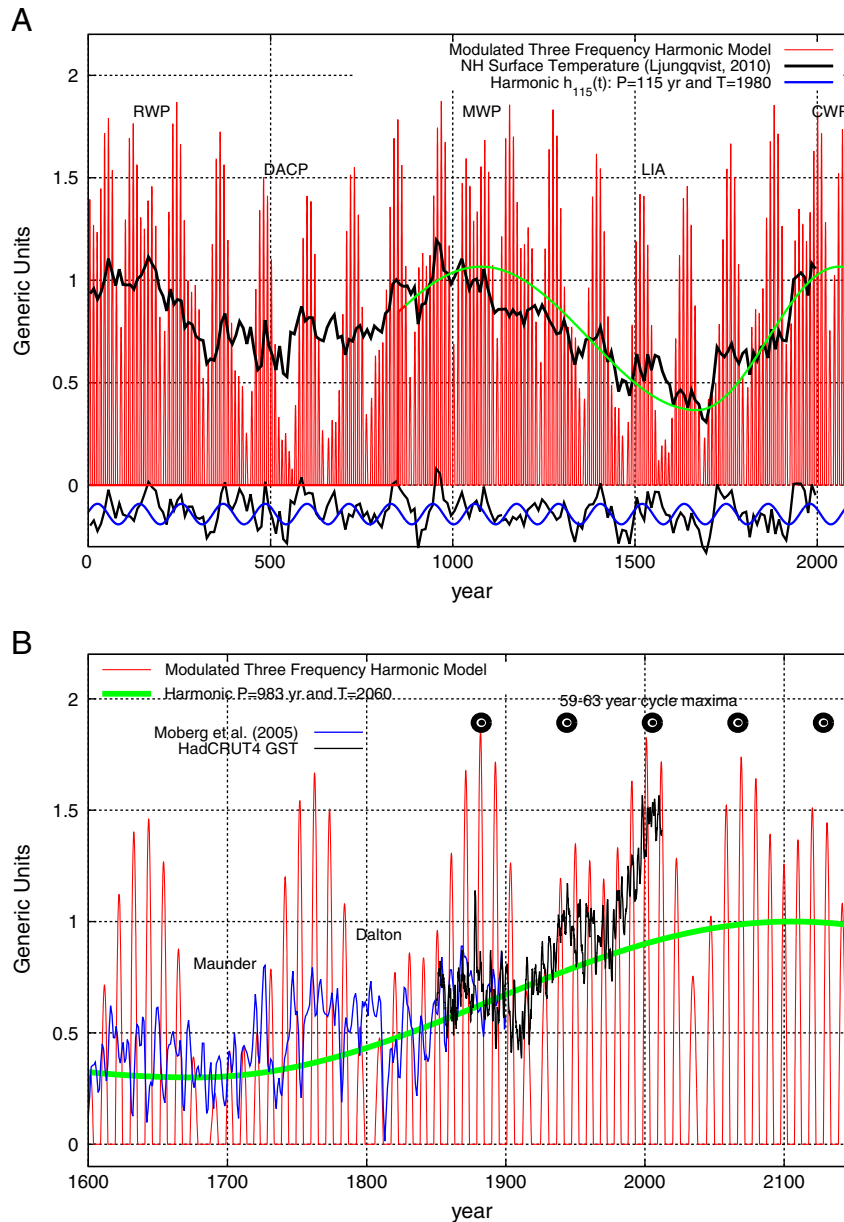 A
Modulated Three Frequency Harmonic Model
NH Surface Temperature (Ljungqvist, 2010)
Harmonic h115(t): P=115 yr and T=1980
RWP
MWP
CWP
DACP
LIA
2
1.5
1
0.5
0
Generic Units
0 500 1000 1500 2000
year
B
Modulated Three Frequency Harmonic Model
Harmonic P=983 yr and T=2060
59-63 year cycle maxima
Moberg et al. (2005)
HadCRUT4 GST
Dalton
Maunder
2
1.5
1
0.5
0
Generic Units
1600 1700 1800 1900 2000 2100
year